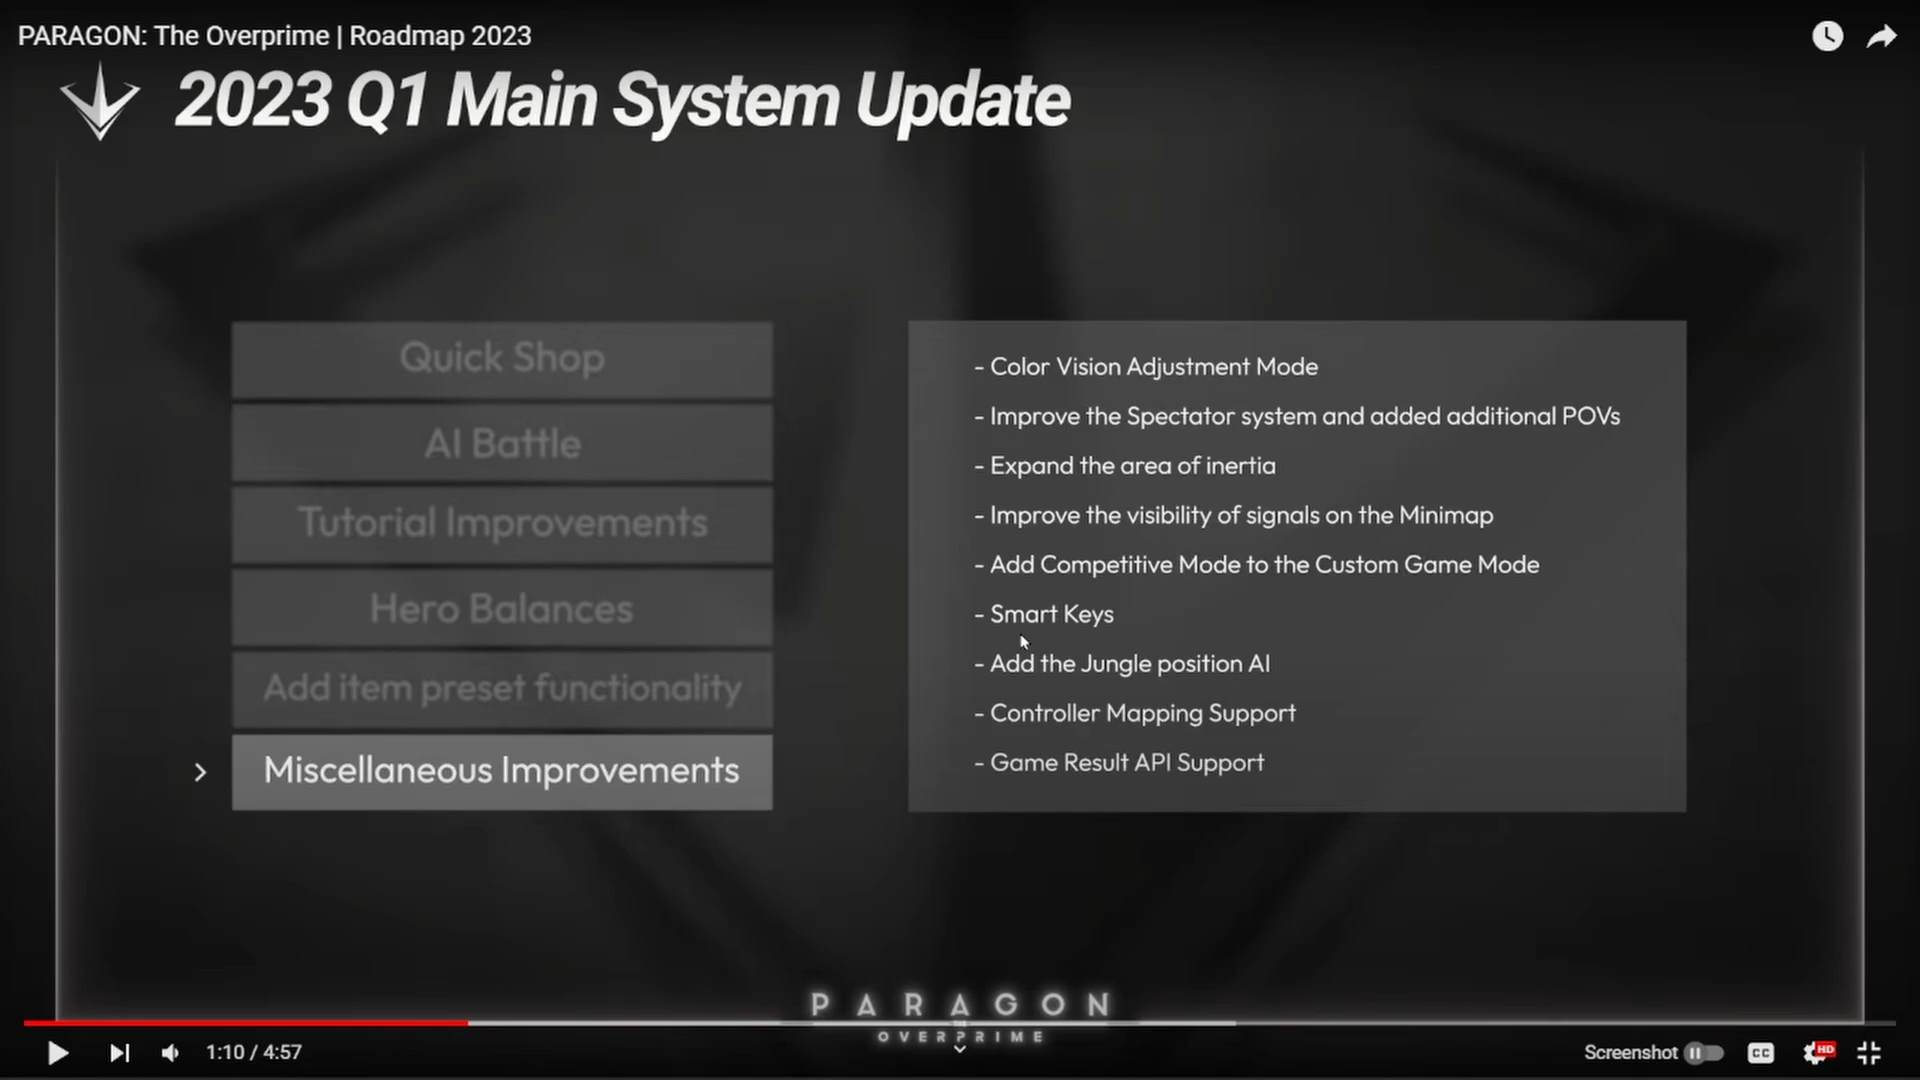 PARAGON: The Overprime | Roadmap 2023
2023 Q1 Main System Update
Quick Shop
AI Battle
Tutorial Improvements
Hero Balances
Add item preset functionality
Miscellaneous Improvements
- Color Vision Adjustment Mode
- Improve the Spectator system and added additional POVs
- Expand the area of inertia
- Improve the visibility of signals on the Minimap
- Add Competitive Mode to the Custom Game Mode
- Smart Keys
- Add the Jungle position AI
- Controller Mapping Support
- Game Result API Support
PARAGON
OVERPRIME
1:10 / 4:57
Screenshot
CC
HD